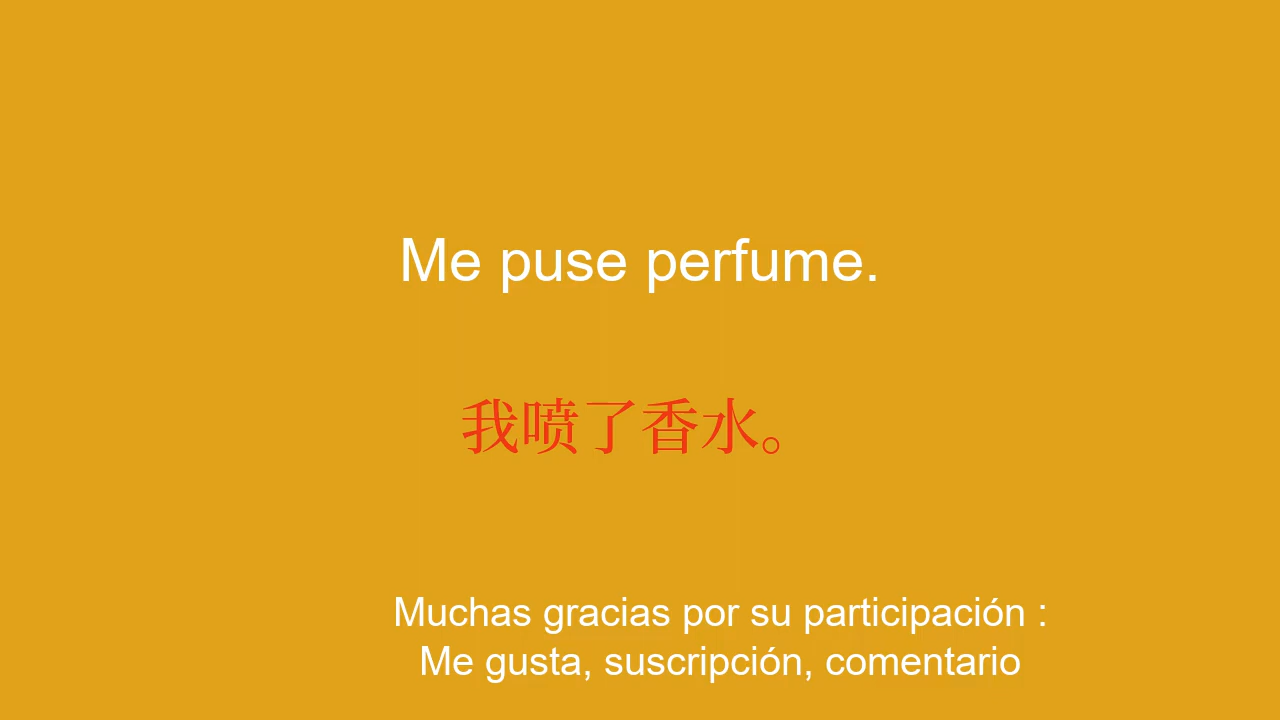 Me puse perfume.
我喷了香水。
Muchas gracias por su participación :
Me gusta, suscripción, comentario